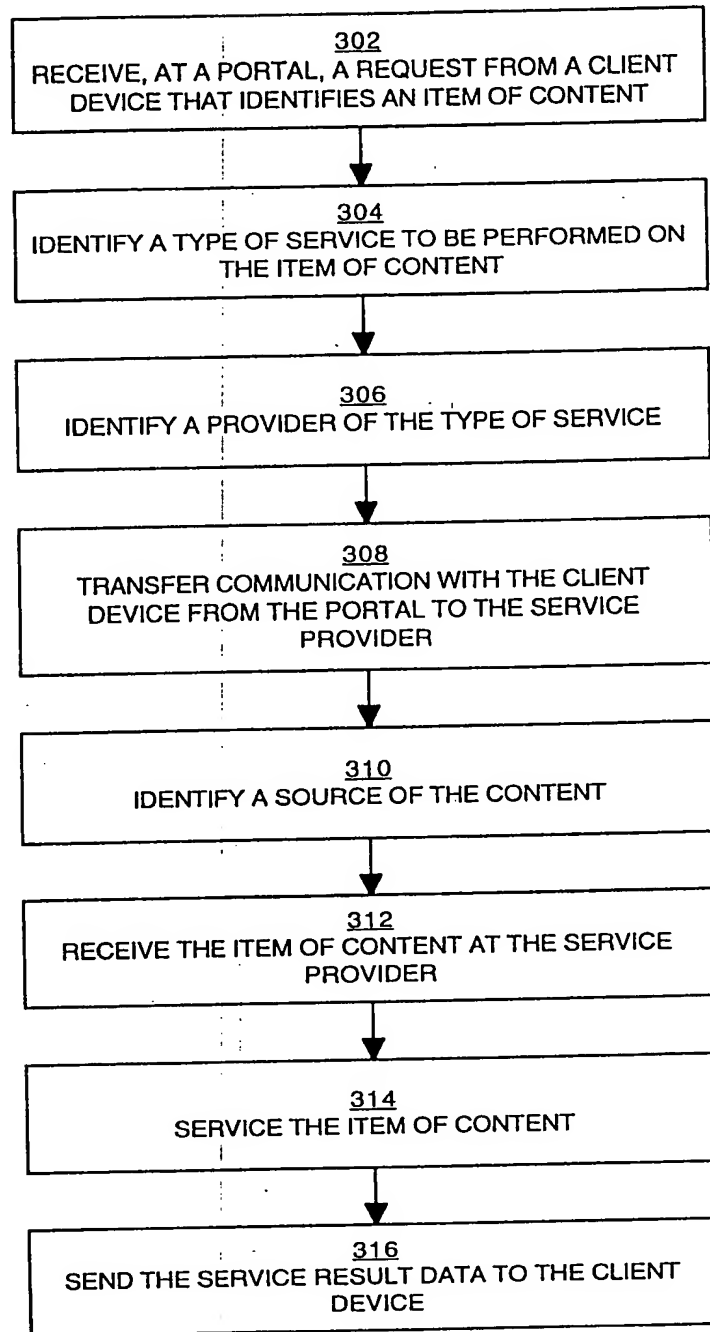 302
RECEIVE, AT A PORTAL, A REQUEST FROM A CLIENT
DEVICE THAT IDENTIFIES AN ITEM OF CONTENT
304
IDENTIFY A TYPE OF SERVICE TO BE PERFORMED ON
THE ITEM OF CONTENT
306
IDENTIFY A PROVIDER OF THE TYPE OF SERVICE
308
TRANSFER COMMUNICATION WITH THE CLIENT
DEVICE FROM THE PORTAL TO THE SERVICE
PROVIDER
310
IDENTIFY A SOURCE OF THE CONTENT
312
RECEIVE THE ITEM OF CONTENT AT THE SERVICE
PROVIDER
314
SERVICE THE ITEM OF CONTENT
316
SEND THE SERVICE RESULT DATA TO THE CLIENT
DEVICE